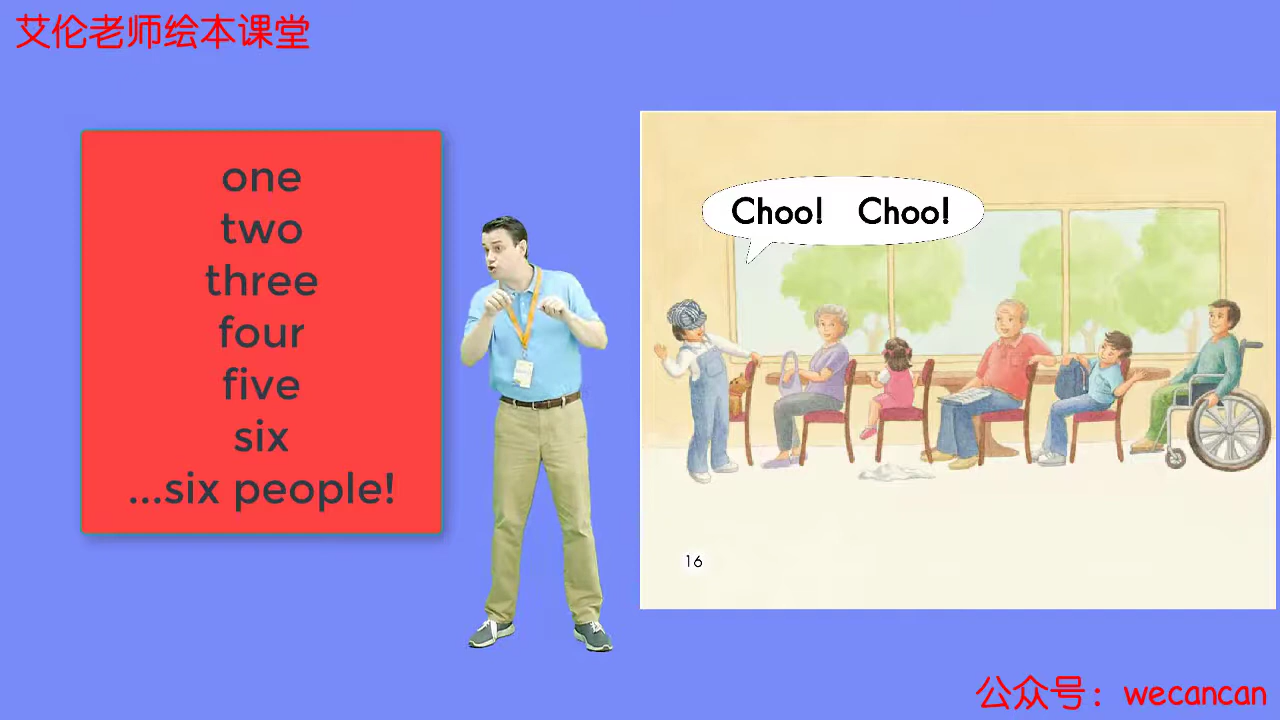 艾伦老师绘本课堂
one
two
three
four
five
six
...six people!
Choo! Choo!
16
公众号：wecancan